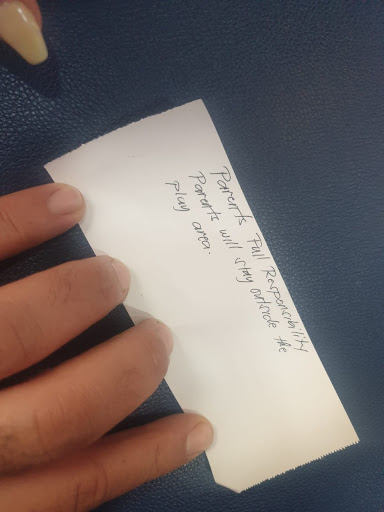 Parents Full Responsibility
Parents will stay outside the
play area.